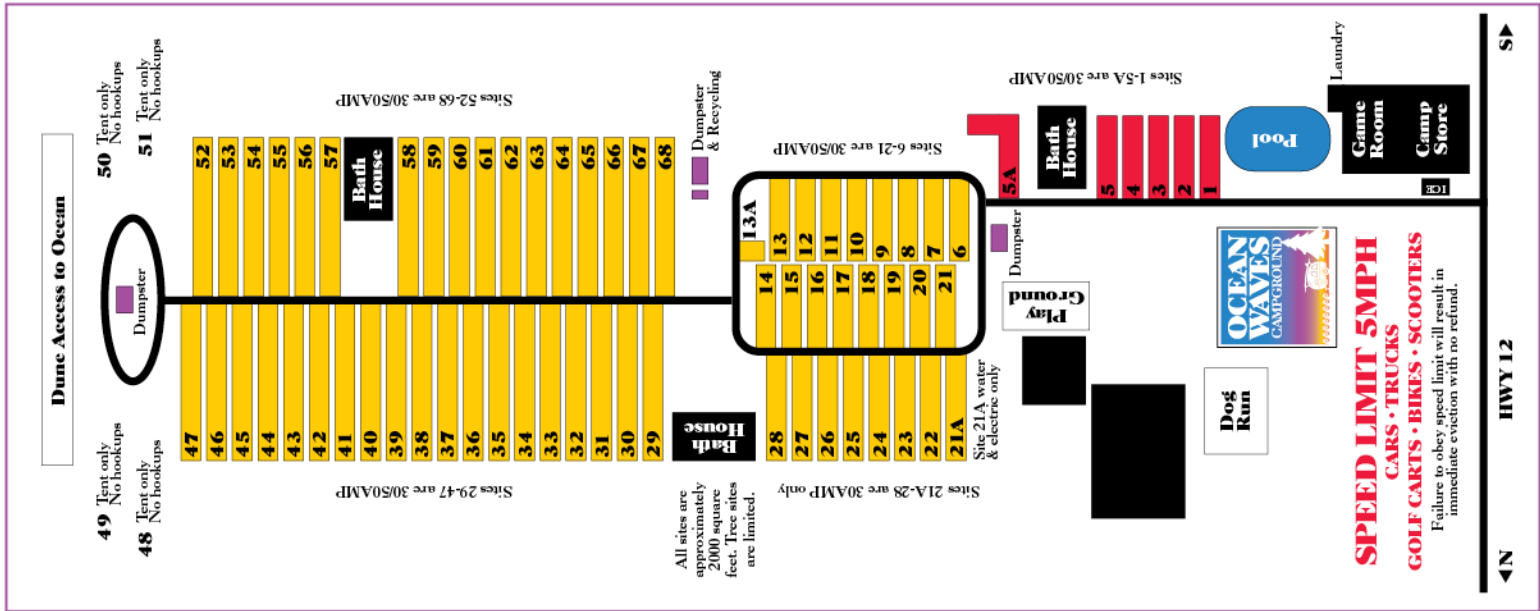 Dune Access to Ocean
50 Tent only
No hookups
51 Tent only
No hookups
49 Tent only
No hookups
48 Tent only
No hookups
Dumpster
Sites 52-68 are 30/50AMP
52
53
54
55
56
57
Bath
House
58
59
60
61
62
63
64
65
66
67
68
47
46
45
44
43
42
41
40
39
38
37
36
35
34
33
32
31
30
29
Sites 29-47 are 30/50AMP
Bath
House
All sites are
approximately
2000 square
feet. Tree sites
are limited.
Dumpster
& Recycling
Sites 6-21 are 30/50AMP
13A
13
12
11
10
9
8
7
6
14
15
16
17
18
19
20
21
28
27
26
25
24
23
22
21A
Sites 21A-28 are 30AMP only
Site 21A water
& electric only
Dumpster
Play
Ground
Sites 1-5A are 30/50AMP
5A
Bath
House
5
4
3
2
1
Pool
Laundry
Game
Room
Camp
Store
ICE
OCEAN
WAVES
CAMPGROUND
Dog
Run
SPEED LIMIT 5MPH
CARS • TRUCKS
GOLF CARTS • BIKES • SCOOTERS
Failure to obey speed limit will result in
immediate eviction with no refund.
N
HWY 12
S